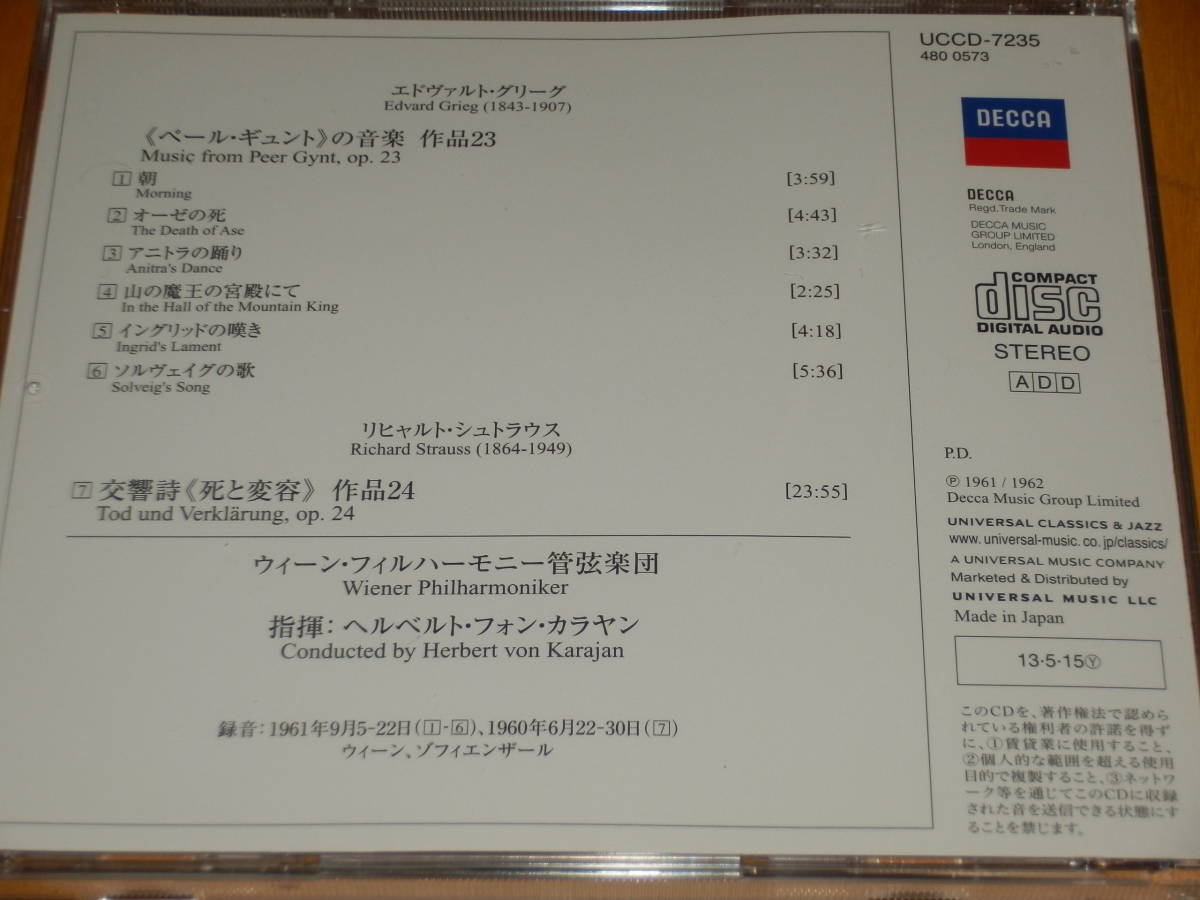 エドヴァルト・グリーグ
Edvard Grieg (1843-1907)
《ペール・ギュント》の音楽 作品23
Music from Peer Gynt, op. 23
1 朝 [3:59]
Morning
2 オーゼの死 [4:43]
The Death of Ase
3 アニトラの踊り [3:32]
Anitra's Dance
4 山の魔王の宮殿にて [2:25]
In the Hall of the Mountain King
5 イングリッドの嘆き [4:18]
Ingrid's Lament
6 ソルヴェイグの歌 [5:36]
Solveig's Song
リヒャルト・シュトラウス
Richard Strauss (1864-1949)
7 交響詩《死と変容》 作品24 [23:55]
Tod und Verklärung, op. 24
ウィーン・フィルハーモニー管弦楽団
Wiener Philharmoniker
指揮：ヘルベルト・フォン・カラヤン
Conducted by Herbert von Karajan
録音：1961年9月5-22日(1-6)、1960年6月22-30日(7)
ウィーン、ゾフィエンザール
UCCD-7235
480 0573
DECCA
DECCA
Regd. Trade Mark
DECCA MUSIC
GROUP LIMITED
London, England
COMPACT
disc
DIGITAL AUDIO
STEREO
ADD
P.D.
℗ 1961 / 1962
Decca Music Group Limited
UNIVERSAL CLASSICS & JAZZ
www.universal-music.co.jp/classics/
A UNIVERSAL MUSIC COMPANY
Marketed & Distributed by
UNIVERSAL MUSIC LLC
Made in Japan
13・5・15Ⓨ
このCDを、著作権法で認めら
れている権利者の許諾を得ず
に、①賃貸業に使用すること、
②個人的な範囲を超える使用
目的で複製すること、③ネットワ
ーク等を通じてこのCDに収録
された音を送信できる状態にす
ることを禁じます。